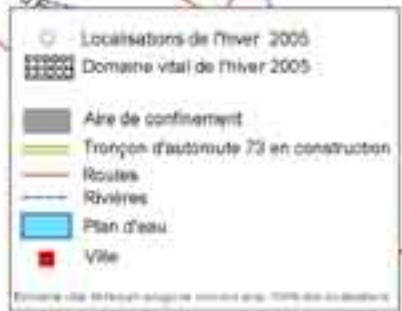 Localisations de l'hiver 2005
Domaine vital de l'hiver 2005
Aire de confinement
Tronçon d'autoroute 73 en construction
Routes
Rivières
Plan d'eau
Ville